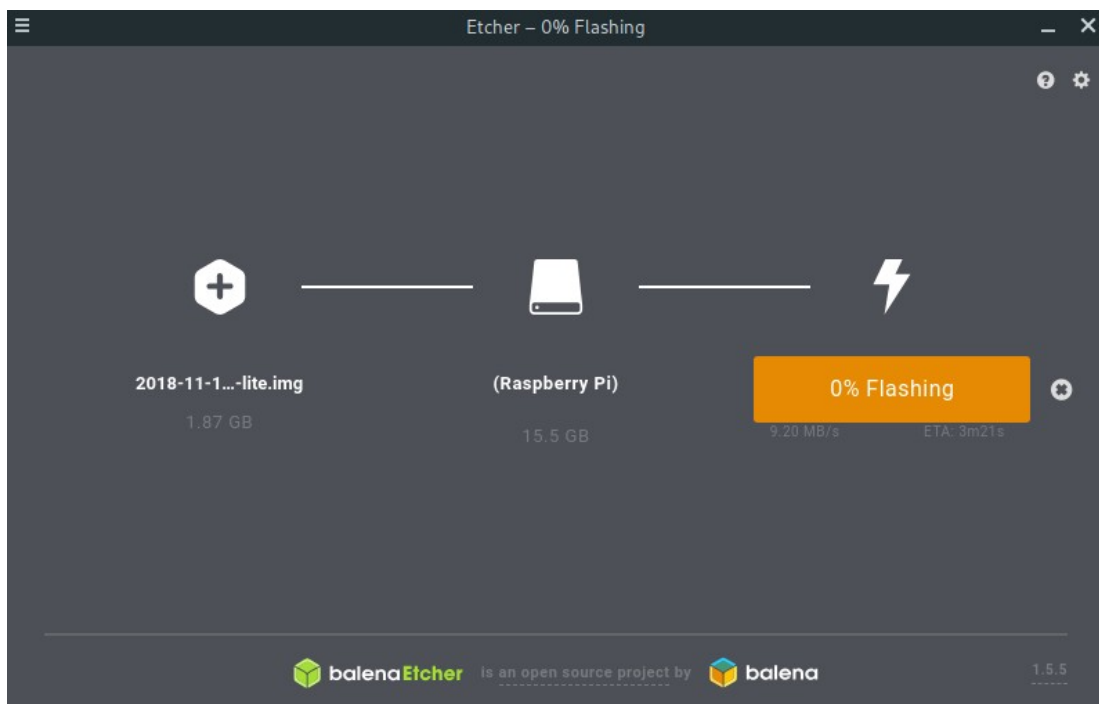 Etcher – 0% Flashing
2018-11-1...-lite.img
1.87 GB
(Raspberry Pi)
15.5 GB
0% Flashing
9.20 MB/s ETA: 3m21s
balenaEtcher is an open source project by balena 1.5.5